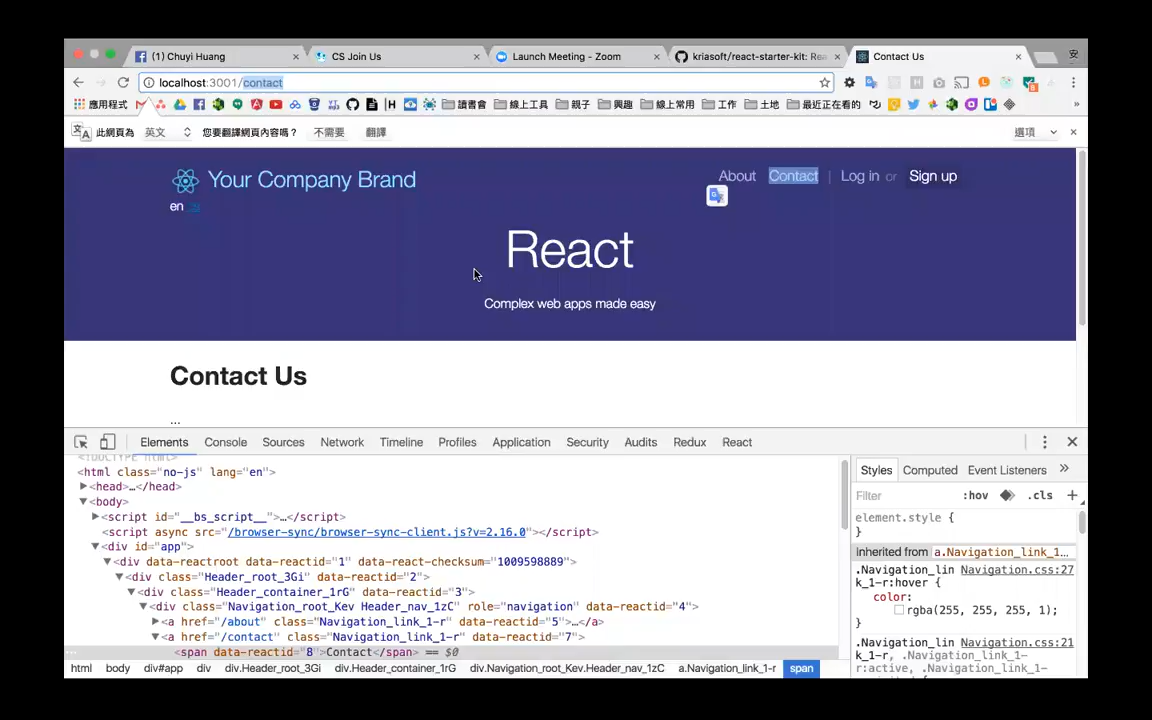 (1) Chuyi Huang
CS Join Us
Launch Meeting - Zoom
kriasoft/react-starter-kit: Rea
Contact Us
localhost:3001/contact
應用程式
讀書會
線上工具
親子
興趣
線上常用
工作
土地
最近正在看的
»
此網頁為 英文 您要翻譯網頁內容嗎？ 不需要 翻譯 選項
Your Company Brand
About Contact | Log in or Sign up
en
React
Complex web apps made easy
Contact Us
...
Elements Console Sources Network Timeline Profiles Application Security Audits Redux React
<!DOCTYPE html>
<html class="no-js" lang="en">
<head>…</head>
<body>
<script id="__bs_script__">…</script>
<script async src="/browser-sync/browser-sync-client.js?v=2.16.0"></script>
<div id="app">
<div data-reactroot data-reactid="1" data-react-checksum="1009598889">
<div class="Header_root_3Gi" data-reactid="2">
<div class="Header_container_1rG" data-reactid="3">
<div class="Navigation_root_Kev Header_nav_1zC" role="navigation" data-reactid="4">
<a href="/about" class="Navigation_link_1-r" data-reactid="5">…</a>
<a href="/contact" class="Navigation_link_1-r" data-reactid="7">
<span data-reactid="8">Contact</span> == $0
html body div#app div div.Header_root_3Gi div.Header_container_1rG div.Navigation_root_Kev.Header_nav_1zC a.Navigation_link_1-r span
Styles Computed Event Listeners »
Filter :hov .cls +
element.style {
}
Inherited from a.Navigation_link_1…
.Navigation_lin Navigation.css:27
k_1-r:hover {
color:
rgba(255, 255, 255, 1);
}
.Navigation_lin Navigation.css:21
k_1-r, .Navigation_link_1-
r:active, .Navigation_link_1-